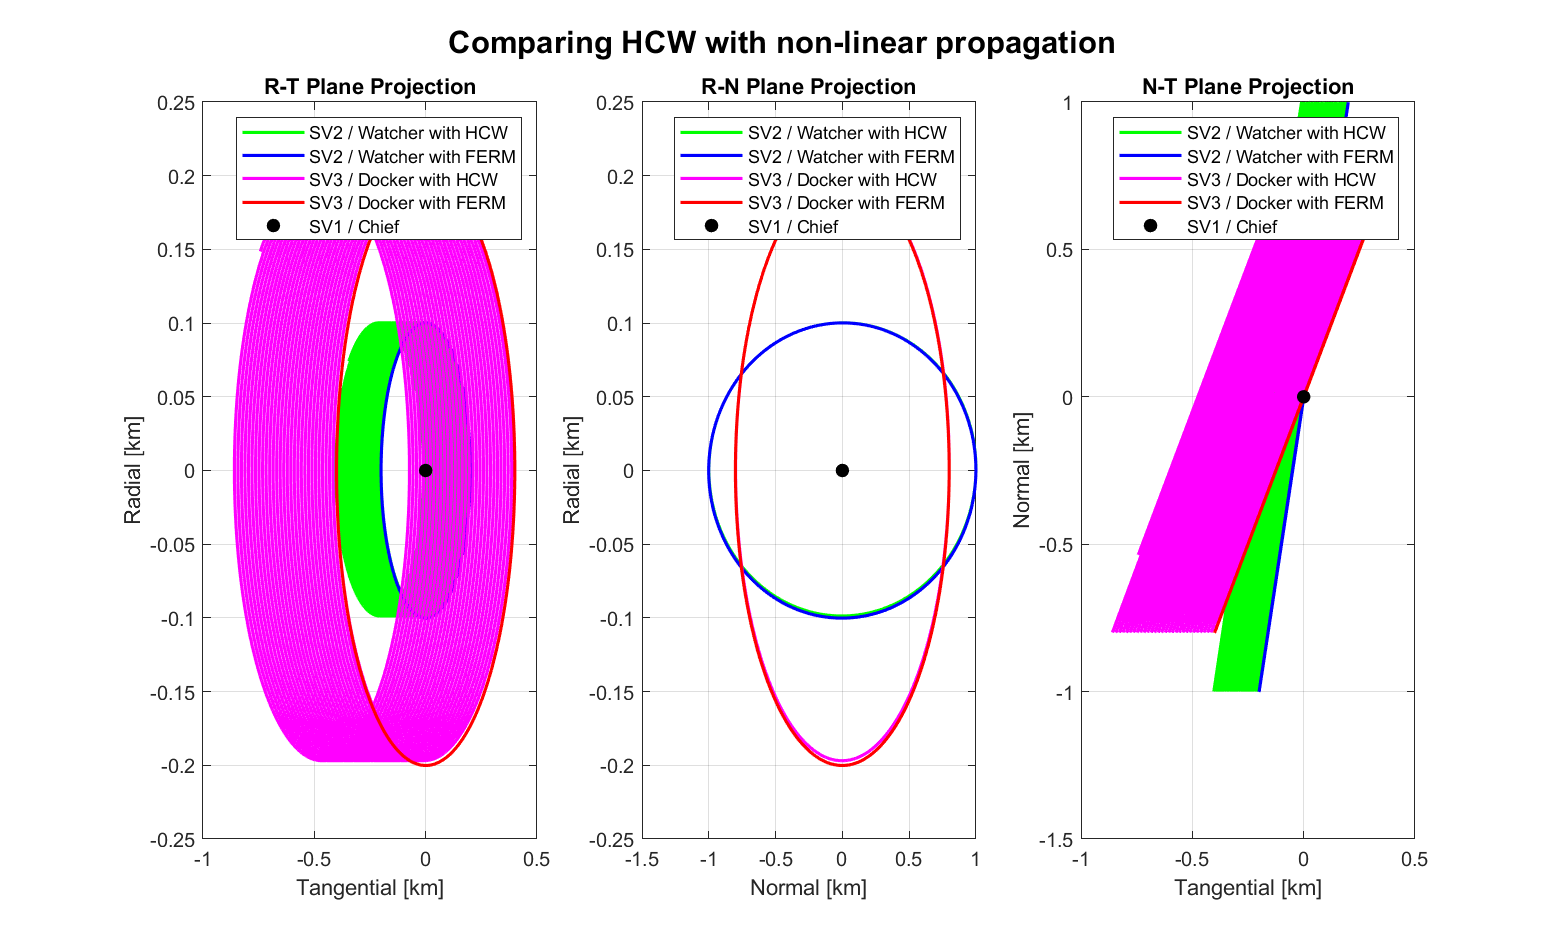 Comparing HCW with non-linear propagation
R-T Plane Projection
0.25
0.2
0.15
0.1
0.05
0
-0.05
-0.1
-0.15
-0.2
-0.25
Radial [km]
-1
-0.5
0
0.5
Tangential [km]
SV2 / Watcher with HCW
SV2 / Watcher with FERM
SV3 / Docker with HCW
SV3 / Docker with FERM
SV1 / Chief
R-N Plane Projection
0.25
0.2
0.15
0.1
0.05
0
-0.05
-0.1
-0.15
-0.2
-0.25
Radial [km]
-1.5
-1
-0.5
0
0.5
1
Normal [km]
SV2 / Watcher with HCW
SV2 / Watcher with FERM
SV3 / Docker with HCW
SV3 / Docker with FERM
SV1 / Chief
N-T Plane Projection
1
0.5
0
-0.5
-1
-1.5
Normal [km]
-1
-0.5
0
0.5
Tangential [km]
SV2 / Watcher with HCW
SV2 / Watcher with FERM
SV3 / Docker with HCW
SV3 / Docker with FERM
SV1 / Chief